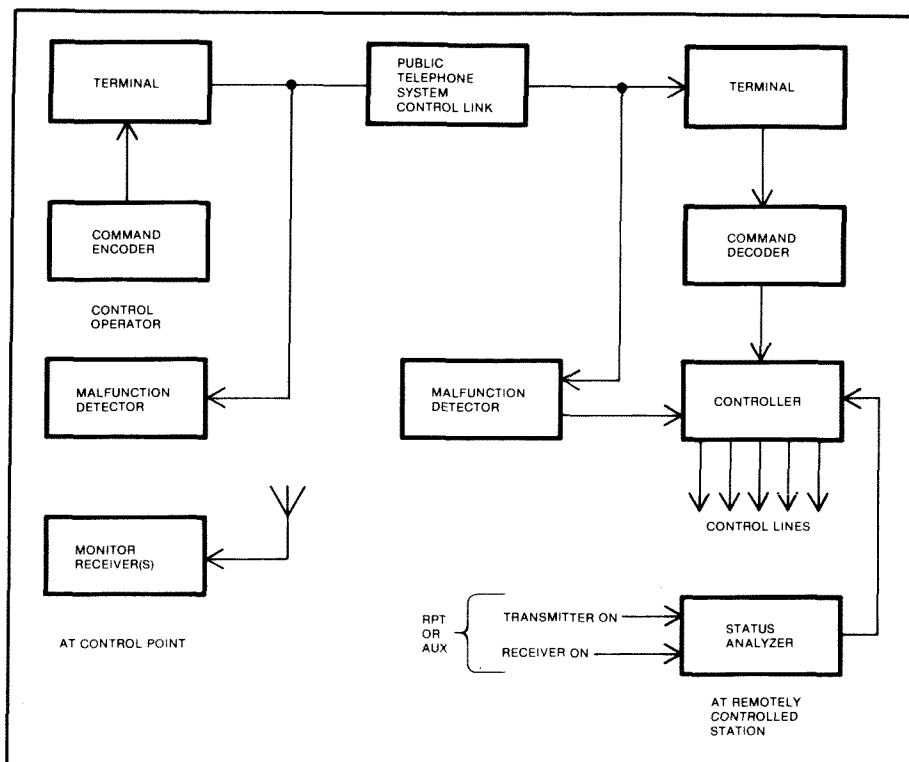 TERMINAL
PUBLIC
TELEPHONE
SYSTEM
CONTROL LINK
TERMINAL
COMMAND
ENCODER
COMMAND
DECODER
CONTROL
OPERATOR
MALFUNCTION
DETECTOR
MALFUNCTION
DETECTOR
CONTROLLER
CONTROL LINES
MONITOR
RECEIVER(S)
AT CONTROL POINT
RPT
OR
AUX
TRANSMITTER ON
RECEIVER ON
STATUS
ANALYZER
AT REMOTELY
CONTROLLED
STATION